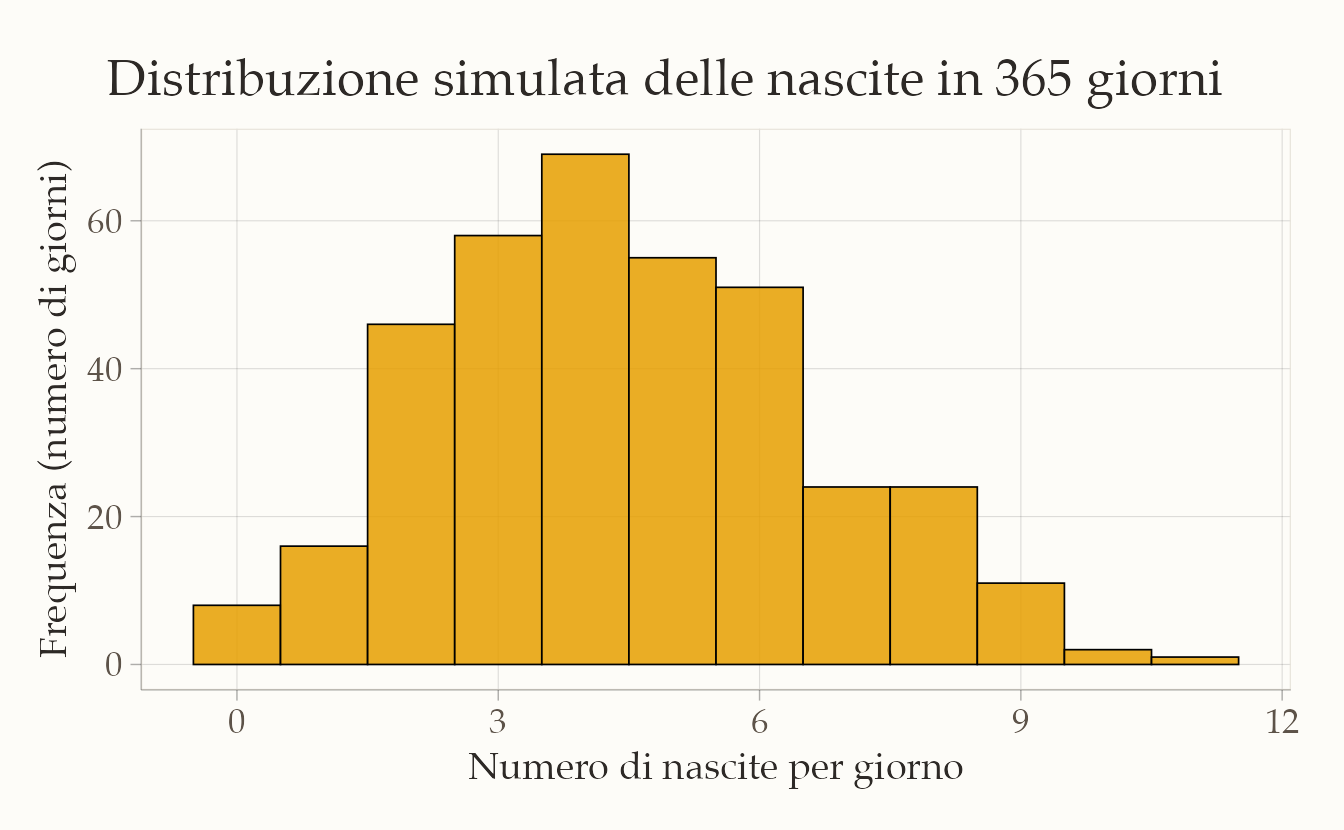 Distribuzione simulata delle nascite in 365 giorni
Frequenza (numero di giorni)
60
40
20
0
0 3 6 9 12
Numero di nascite per giorno